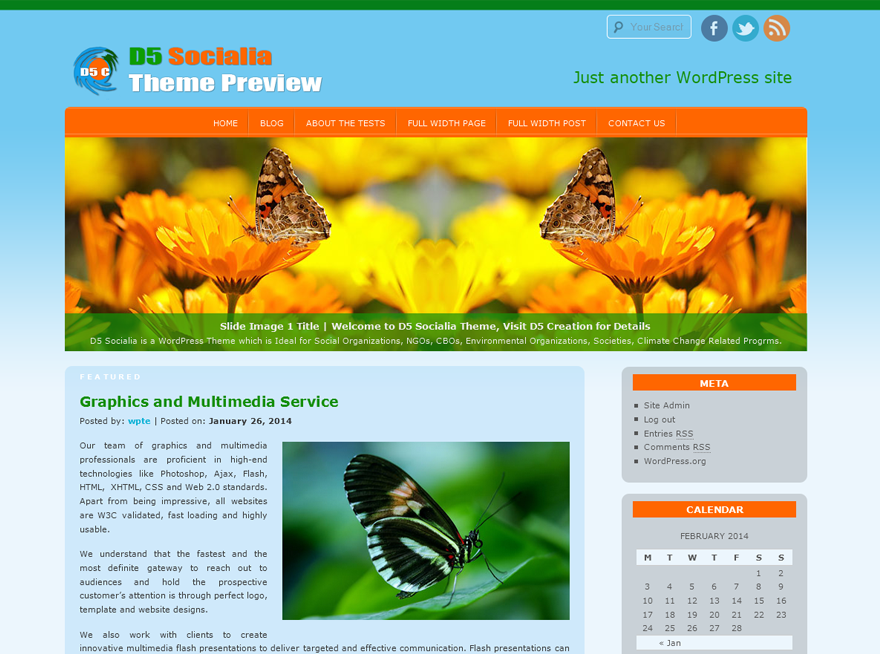 Your Search
D5 C
D5 Socialia
Theme Preview
Just another WordPress site
HOME
BLOG
ABOUT THE TESTS
FULL WIDTH PAGE
FULL WIDTH POST
CONTACT US
Slide Image 1 Title | Welcome to D5 Socialia Theme, Visit D5 Creation for Details
D5 Socialia is a WordPress Theme which is Ideal for Social Organizations, NGOs, CBOs, Environmental Organizations, Societies, Climate Change Related Progrms.
FEATURED
Graphics and Multimedia Service
Posted by: wpte | Posted on: January 26, 2014
Our team of graphics and multimedia
professionals are proficient in high-end
technologies like Photoshop, Ajax, Flash,
HTML, XHTML, CSS and Web 2.0 standards.
Apart from being impressive, all websites
are W3C validated, fast loading and highly
usable.
We understand that the fastest and the
most definite gateway to reach out to
audiences and hold the prospective
customer's attention is through perfect logo,
template and website designs.
We also work with clients to create
innovative multimedia flash presentations to deliver targeted and effective communication. Flash presentations can
META
Site Admin
Log out
Entries RSS
Comments RSS
WordPress.org
CALENDAR
FEBRUARY 2014
M T W T F S S
1 2
3 4 5 6 7 8 9
10 11 12 13 14 15 16
17 18 19 20 21 22 23
24 25 26 27 28
« Jan